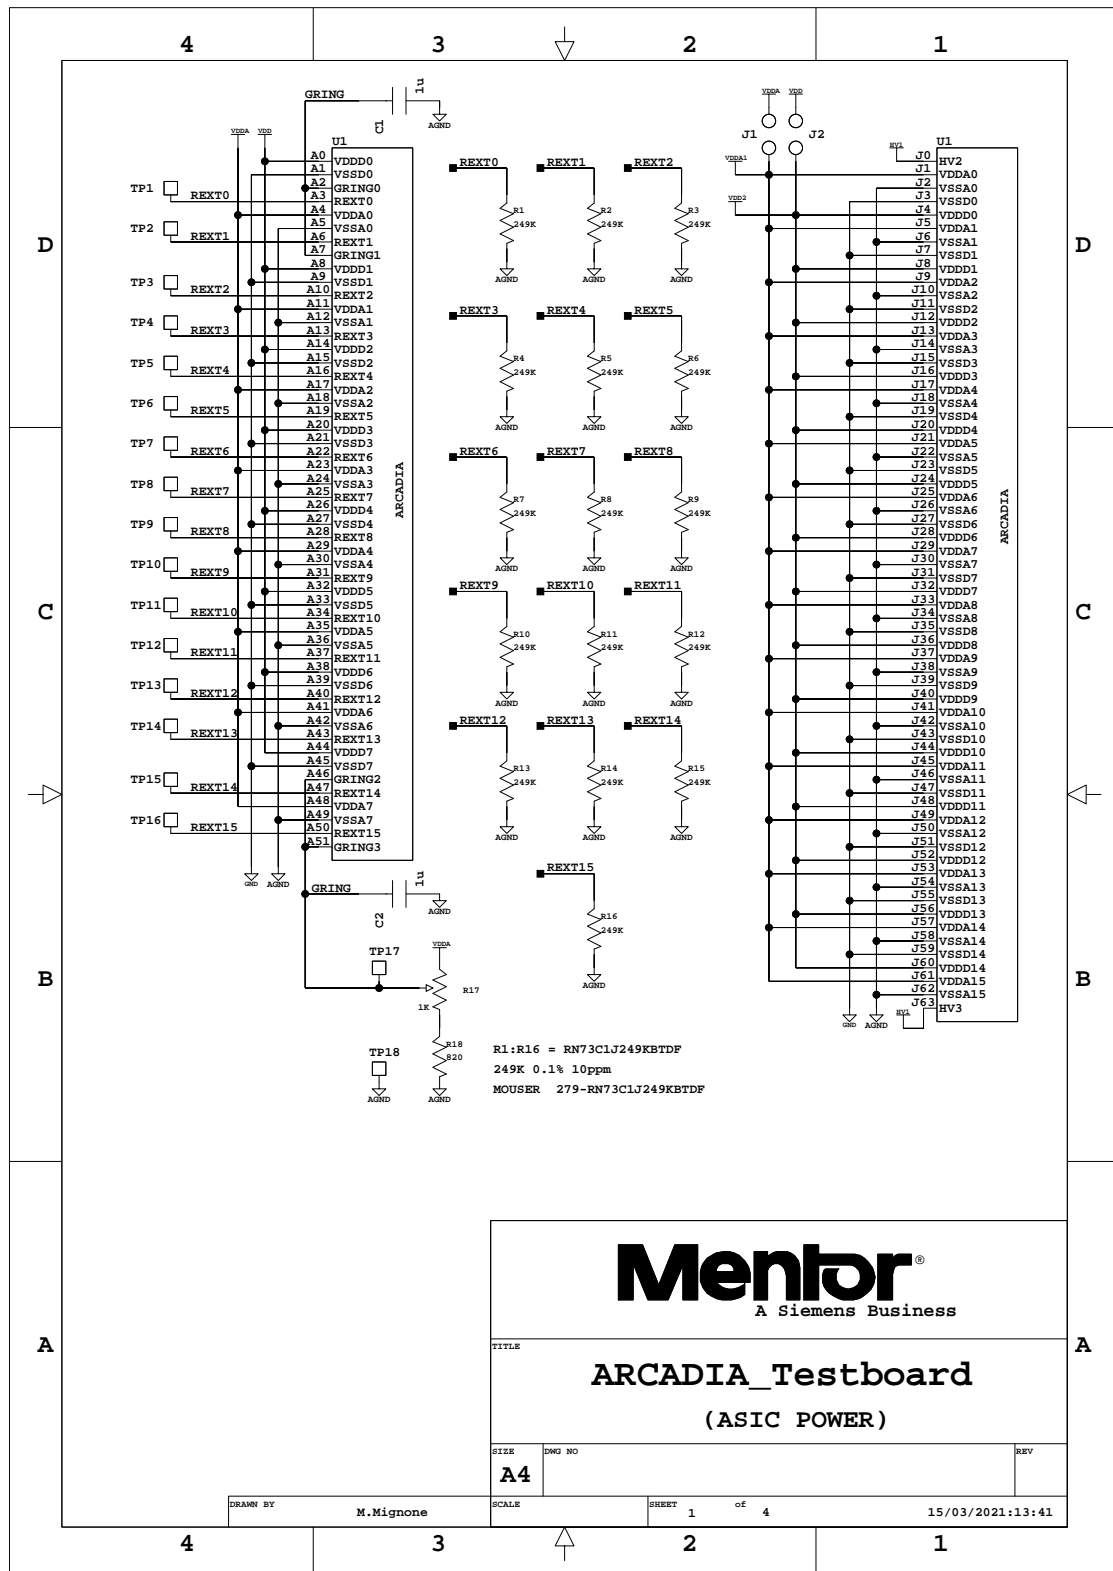 4 3 2 1
D D
C C
B B
A A
4 3 2 1
GRING
C1
1u
AGND
VDDA VDD
U1
ARCADIA
A0 VDDD0
A1 VSSD0
A2 GRING0
A3 REXT0
A4 VDDA0
A5 VSSA0
A6 REXT1
A7 GRING1
A8 VDDD1
A9 VSSD1
A10 REXT2
A11 VDDA1
A12 VSSA1
A13 REXT3
A14 VDDD2
A15 VSSD2
A16 REXT4
A17 VDDA2
A18 VSSA2
A19 REXT5
A20 VDDD3
A21 VSSD3
A22 REXT6
A23 VDDA3
A24 VSSA3
A25 REXT7
A26 VDDD4
A27 VSSD4
A28 REXT8
A29 VDDA4
A30 VSSA4
A31 REXT9
A32 VDDD5
A33 VSSD5
A34 REXT10
A35 VDDA5
A36 VSSA5
A37 REXT11
A38 VDDD6
A39 VSSD6
A40 REXT12
A41 VDDA6
A42 VSSA6
A43 REXT13
A44 VDDD7
A45 VSSD7
A46 GRING2
A47 REXT14
A48 VDDA7
A49 VSSA7
A50 REXT15
A51 GRING3
TP1 REXT0
TP2 REXT1
TP3 REXT2
TP4 REXT3
TP5 REXT4
TP6 REXT5
TP7 REXT6
TP8 REXT7
TP9 REXT8
TP10 REXT9
TP11 REXT10
TP12 REXT11
TP13 REXT12
TP14 REXT13
TP15 REXT14
TP16 REXT15
GND AGND
GRING
C2
1u
AGND
TP17
VDDA
R17
1K
R18
820
AGND
TP18
AGND
REXT0 REXT1 REXT2
R1 R2 R3
249K 249K 249K
AGND AGND AGND
REXT3 REXT4 REXT5
R4 R5 R6
249K 249K 249K
AGND AGND AGND
REXT6 REXT7 REXT8
R7 R8 R9
249K 249K 249K
AGND AGND AGND
REXT9 REXT10 REXT11
R10 R11 R12
249K 249K 249K
AGND AGND AGND
REXT12 REXT13 REXT14
R13 R14 R15
249K 249K 249K
AGND AGND AGND
REXT15
R16
249K
AGND
R1:R16 = RN73C1J249KBTDF
249K 0.1% 10ppm
MOUSER 279-RN73C1J249KBTDF
VDDA VDD
J1 J2
VDDA1
VDD2
HV1
U1
ARCADIA
J0 HV2
J1 VDDA0
J2 VSSA0
J3 VSSD0
J4 VDDD0
J5 VDDA1
J6 VSSA1
J7 VSSD1
J8 VDDD1
J9 VDDA2
J10 VSSA2
J11 VSSD2
J12 VDDD2
J13 VDDA3
J14 VSSA3
J15 VSSD3
J16 VDDD3
J17 VDDA4
J18 VSSA4
J19 VSSD4
J20 VDDD4
J21 VDDA5
J22 VSSA5
J23 VSSD5
J24 VDDD5
J25 VDDA6
J26 VSSA6
J27 VSSD6
J28 VDDD6
J29 VDDA7
J30 VSSA7
J31 VSSD7
J32 VDDD7
J33 VDDA8
J34 VSSA8
J35 VSSD8
J36 VDDD8
J37 VDDA9
J38 VSSA9
J39 VSSD9
J40 VDDD9
J41 VDDA10
J42 VSSA10
J43 VSSD10
J44 VDDD10
J45 VDDA11
J46 VSSA11
J47 VSSD11
J48 VDDD11
J49 VDDA12
J50 VSSA12
J51 VSSD12
J52 VDDD12
J53 VDDA13
J54 VSSA13
J55 VSSD13
J56 VDDD13
J57 VDDA14
J58 VSSA14
J59 VSSD14
J60 VDDD14
J61 VDDA15
J62 VSSA15
J63 HV3
HV1
GND AGND
Mentor®
A Siemens Business
TITLE
ARCADIA_Testboard
(ASIC POWER)
SIZE DWG NO REV
A4
DRAWN BY M.Mignone
SCALE
SHEET 1 of 4
15/03/2021:13:41